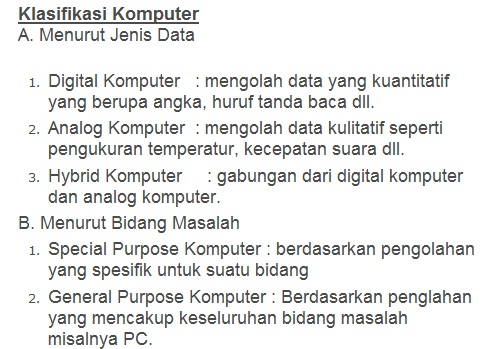 Klasifikasi Komputer
A. Menurut Jenis Data
1. Digital Komputer : mengolah data yang kuantitatif
yang berupa angka, huruf tanda baca dll.
2. Analog Komputer : mengolah data kulitatif seperti
pengukuran temperatur, kecepatan suara dll.
3. Hybrid Komputer : gabungan dari digital komputer
dan analog komputer.
B. Menurut Bidang Masalah
1. Special Purpose Komputer : berdasarkan pengolahan
yang spesifik untuk suatu bidang
2. General Purpose Komputer : Berdasarkan penglahan
yang mencakup keseluruhan bidang masalah
misalnya PC.